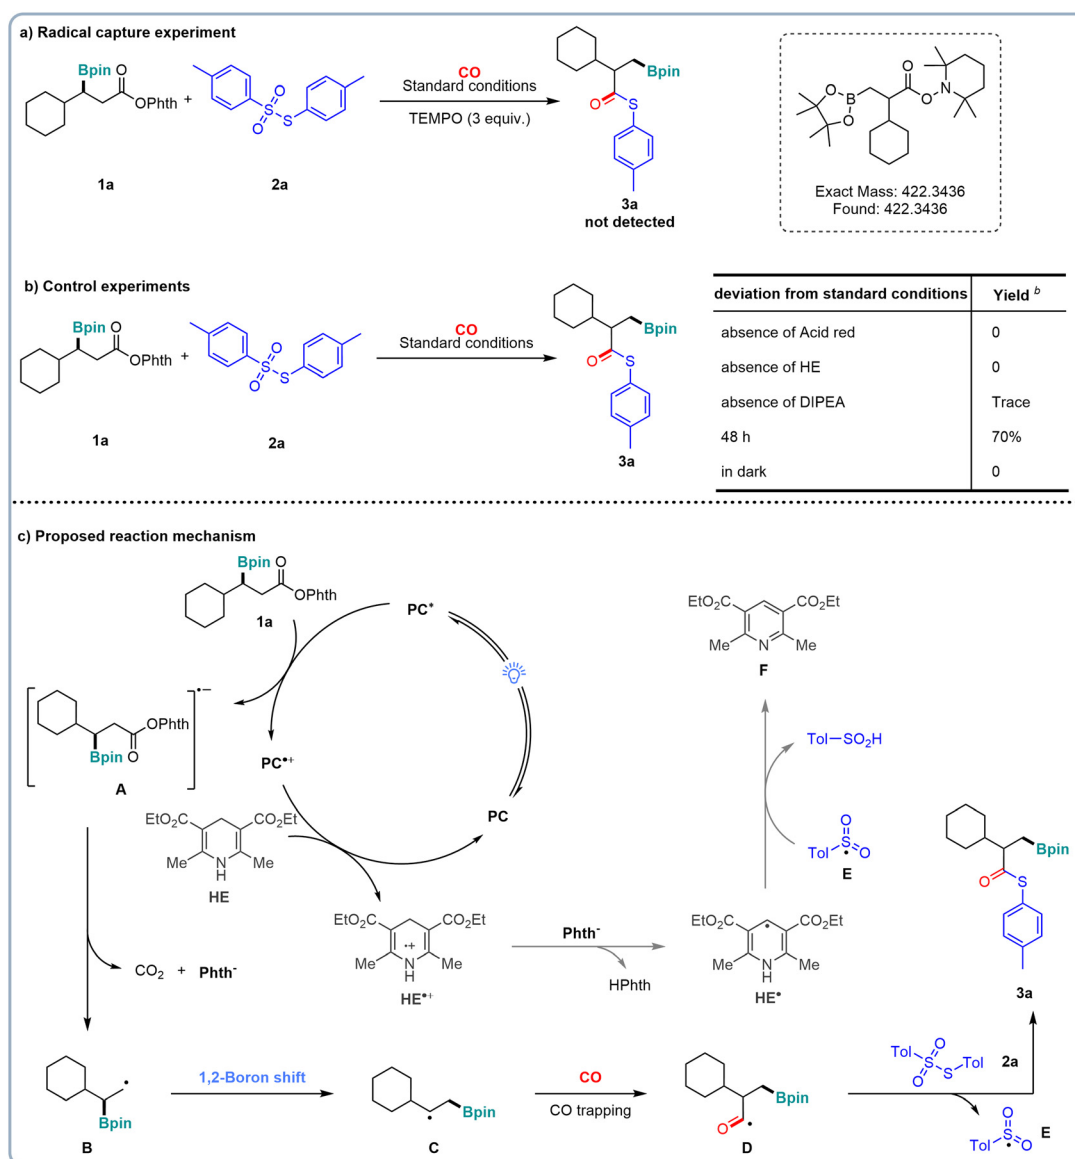 a) Radical capture experiment
Bpin
O
OPhth
+
1a
O
S
O
S
2a
CO
Standard conditions
TEMPO (3 equiv.)
Bpin
O
S
3a
not detected
O
B
O
O
O
N
Exact Mass: 422.3436
Found: 422.3436
b) Control experiments
Bpin
O
OPhth
+
1a
O
S
O
S
2a
CO
Standard conditions
Bpin
O
S
3a
deviation from standard conditions Yield b
absence of Acid red 0
absence of HE 0
absence of DIPEA Trace
48 h 70%
in dark 0
c) Proposed reaction mechanism
Bpin
O
OPhth
1a
PC*
OPhth
O
Bpin
•−
A
PC•+
PC
EtO2C CO2Et
Me N Me
H
HE
CO2 + Phth-
EtO2C CO2Et
•+
Me N Me
H
HE•+
Phth-
HPhth
EtO2C CO2Et
•
Me N Me
H
HE•
EtO2C CO2Et
Me N Me
F
Tol—SO2H
O
Tol S O
•
E
Bpin
O
S
3a
•
Bpin
B
1,2-Boron shift
Bpin
•
C
CO
CO trapping
Bpin
O
•
D
Tol O
S
O
S
Tol
2a
O
Tol S O
•
E